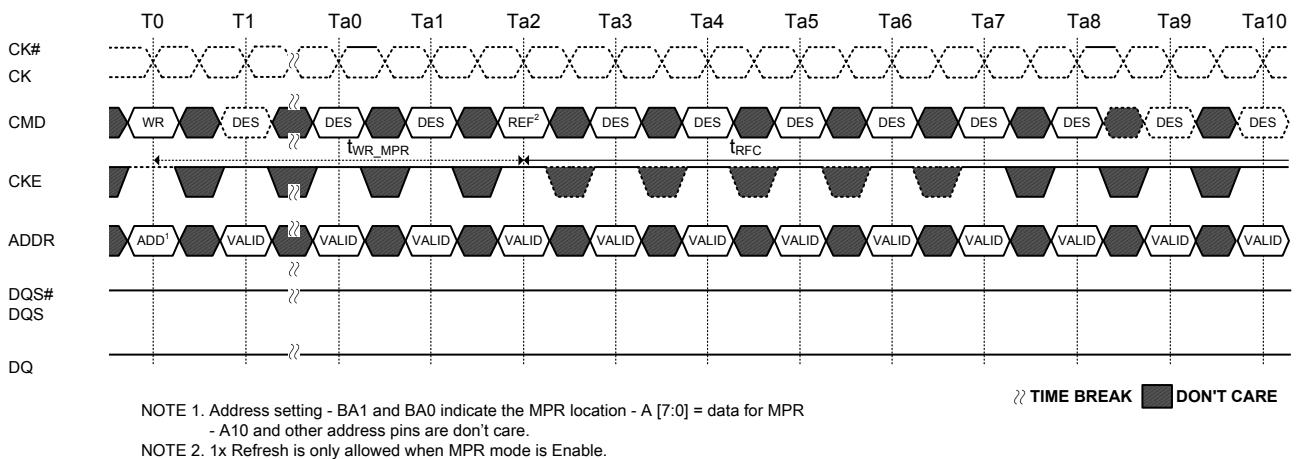 T0 T1 Ta0 Ta1 Ta2 Ta3 Ta4 Ta5 Ta6 Ta7 Ta8 Ta9 Ta10
CK#
CK
CMD WR DES DES DES REF2 DES DES DES DES DES DES DES DES
tWR_MPR tRFC
CKE
ADDR ADD1 VALID VALID VALID VALID VALID VALID VALID VALID VALID VALID VALID VALID
DQS#
DQS
DQ
TIME BREAK DON'T CARE
NOTE 1. Address setting - BA1 and BA0 indicate the MPR location - A [7:0] = data for MPR
- A10 and other address pins are don't care.
NOTE 2. 1x Refresh is only allowed when MPR mode is Enable.